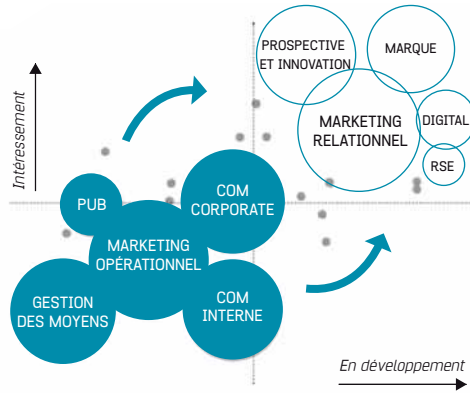 PROSPECTIVE
ET INNOVATION
MARQUE
Intéressement
MARKETING
RELATIONNEL
DIGITAL
RSE
PUB
COM
CORPORATE
MARKETING
OPÉRATIONNEL
GESTION
DES MOYENS
COM
INTERNE
En développement